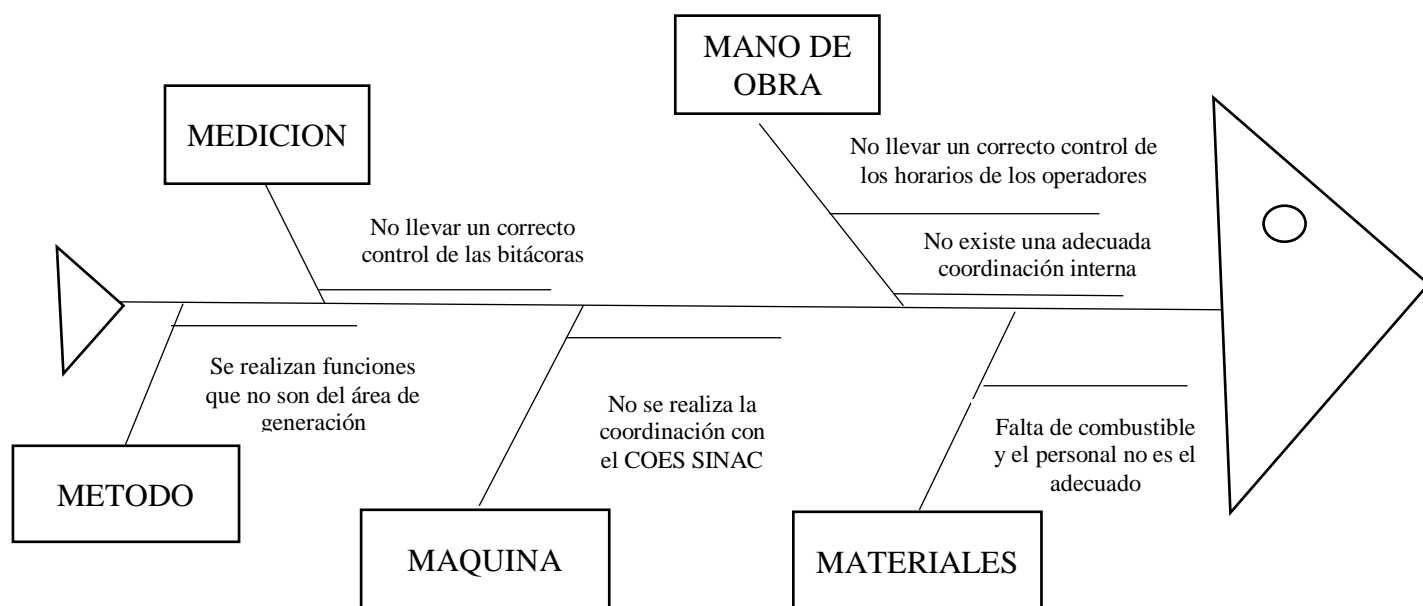 MANO DE
OBRA
MEDICION
No llevar un correcto control de
los horarios de los operadores
No llevar un correcto
control de las bitácoras
No existe una adecuada
coordinación interna
Se realizan funciones
que no son del área de
generación
No se realiza la
coordinación con
el COES SINAC
Falta de combustible
y el personal no es el
adecuado
METODO
MAQUINA
MATERIALES